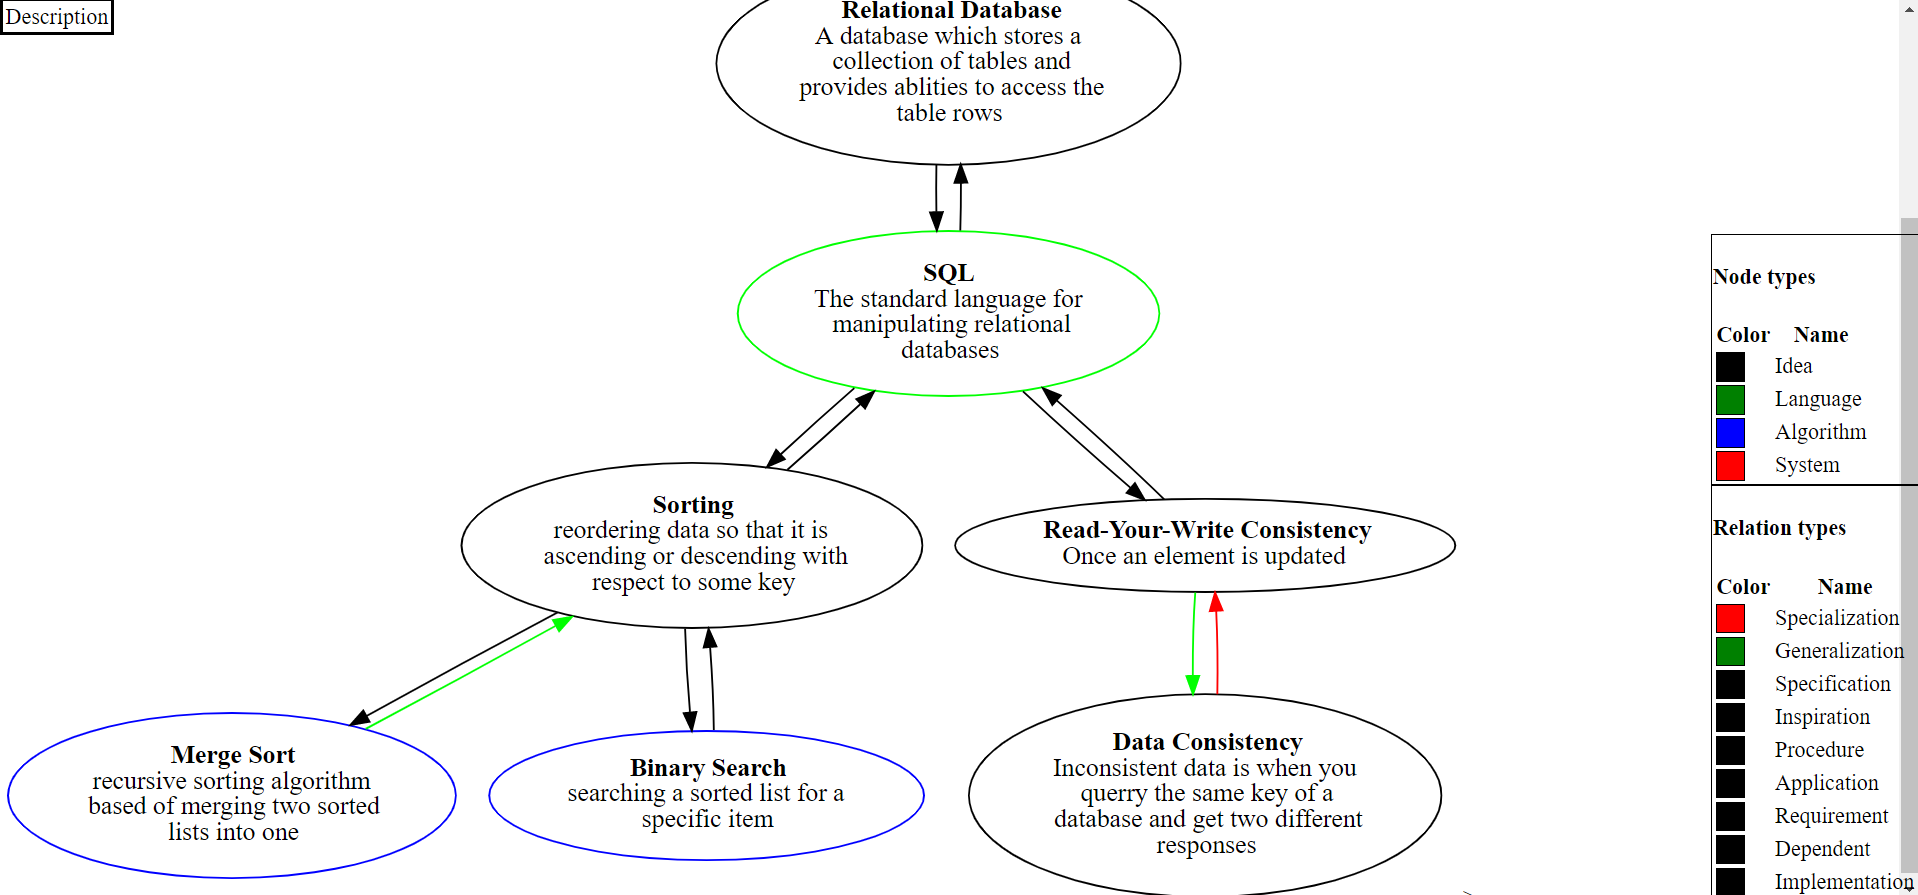 Description
Relational Database
A database which stores a
collection of tables and
provides ablities to access the
table rows
SQL
The standard language for
manipulating relational
databases
Sorting
reordering data so that it is
ascending or descending with
respect to some key
Read-Your-Write Consistency
Once an element is updated
Merge Sort
recursive sorting algorithm
based of merging two sorted
lists into one
Binary Search
searching a sorted list for a
specific item
Data Consistency
Inconsistent data is when you
querry the same key of a
database and get two different
responses
Node types
Color Name
Idea
Language
Algorithm
System
Relation types
Color Name
Specialization
Generalization
Specification
Inspiration
Procedure
Application
Requirement
Dependent
Implementation